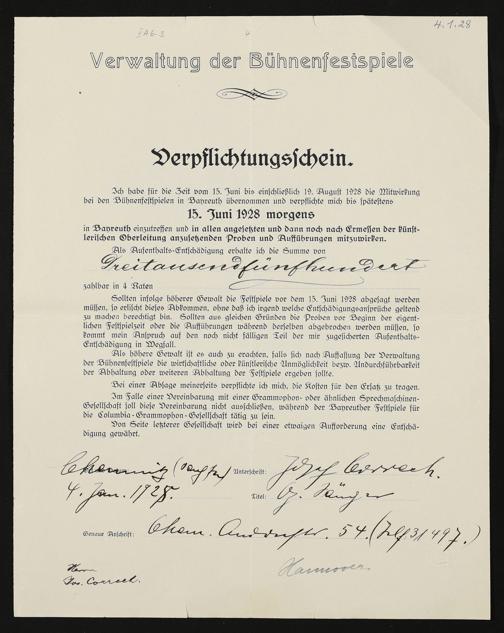 4.1.28
Verwaltung der Bühnenfestspiele
Verpflichtungsschein.
Ich habe für die Zeit vom 15. Juni bis einschließlich 19. August 1928 die Mitwirkung
bei den Bühnenfestspielen in Bayreuth übernommen und verpflichte mich bis spätestens
15. Juni 1928 morgens
in Bayreuth einzutreffen und in allen angesetzten und dann noch nach Ermessen der künst-
lerischen Oberleitung anzusetzenden Proben und Aufführungen mitzuwirken.
Als Aufenthalts-Entschädigung erhalte ich die Summe von
Dreitausendfünfhundert
zahlbar in 4 Raten
Sollten infolge höherer Gewalt die Festspiele vor dem 15. Juni 1928 abgesagt werden
müssen, so erlischt dieses Abkommen, ohne daß ich irgend welche Entschädigungsansprüche geltend
zu machen berechtigt bin. Sollten aus gleichen Gründen die Proben vor Beginn der eigent-
lichen Festspielzeit oder die Aufführungen während derselben abgebrochen werden müssen, so
kommt mein Anspruch auf den noch nicht fälligen Teil der mir zugesicherten Aufenthalts-
Entschädigung in Wegfall.
Als höhere Gewalt ist es auch zu erachten, falls sich nach Auffassung der Verwaltung
der Bühnenfestspiele die wirtschaftliche oder künstlerische Unmöglichkeit bezw. Undurchführbarkeit
der Abhaltung oder weiteren Abhaltung der Festspiele ergeben sollte.
Bei einer Absage meinerseits verpflichte ich mich, die Kosten für den Ersatz zu tragen.
Im Falle einer Vereinbarung mit einer Grammophon- oder ähnlichen Sprechmaschinen-
Gesellschaft soll diese Vereinbarung nicht ausschließen, während der Bayreuther Festspiele für
die Columbia-Grammophon-Gesellschaft tätig zu sein.
Von Seite letzterer Gesellschaft wird bei einer etwaigen Aufforderung eine Entschä-
digung gewährt.
Chemnitz Unterschrift: Josef Correck.
4. Jan. 1928. Titel: Sänger
Genaue Anschrift: Chem. 54. 31497.)
Herrn Hannover.
Jos. Correck.